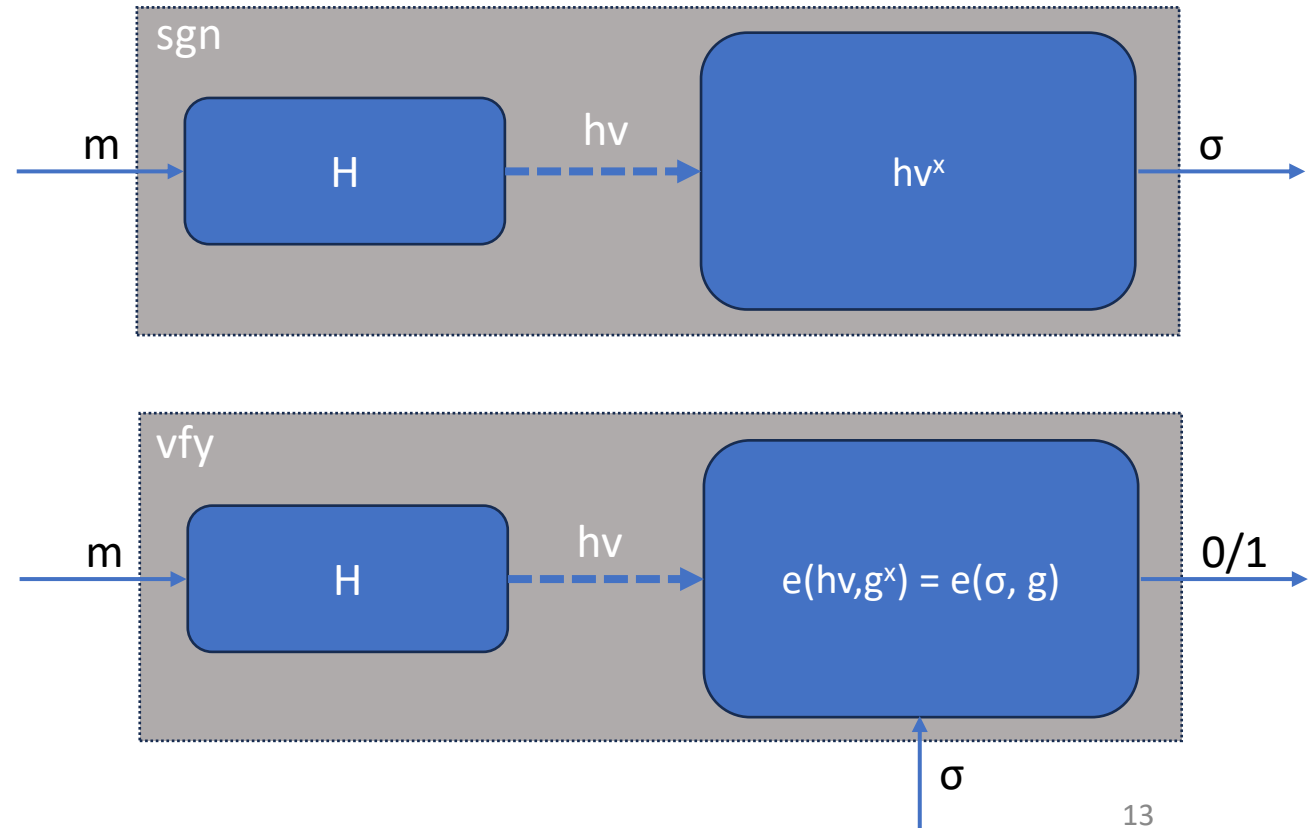 sgn
m
H
hv
hvˣ
σ
vfy
m
H
hv
e(hv,gˣ) = e(σ, g)
0/1
σ
13